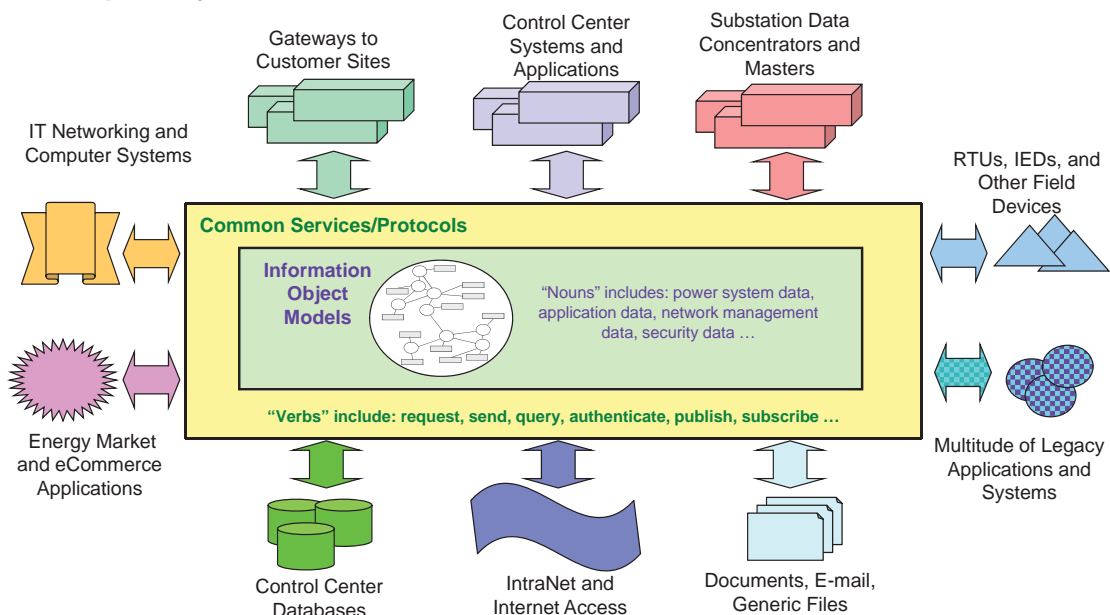 Gateways to
Customer Sites
Control Center
Systems and
Applications
Substation Data
Concentrators and
Masters
IT Networking and
Computer Systems
RTUs, IEDs, and
Other Field
Devices
Common Services/Protocols
Information
Object
Models
“Nouns” includes: power system data,
application data, network management
data, security data …
“Verbs” include: request, send, query, authenticate, publish, subscribe …
Energy Market
and eCommerce
Applications
Multitude of Legacy
Applications and
Systems
Control Center
Databases
IntraNet and
Internet Access
Documents, E-mail,
Generic Files